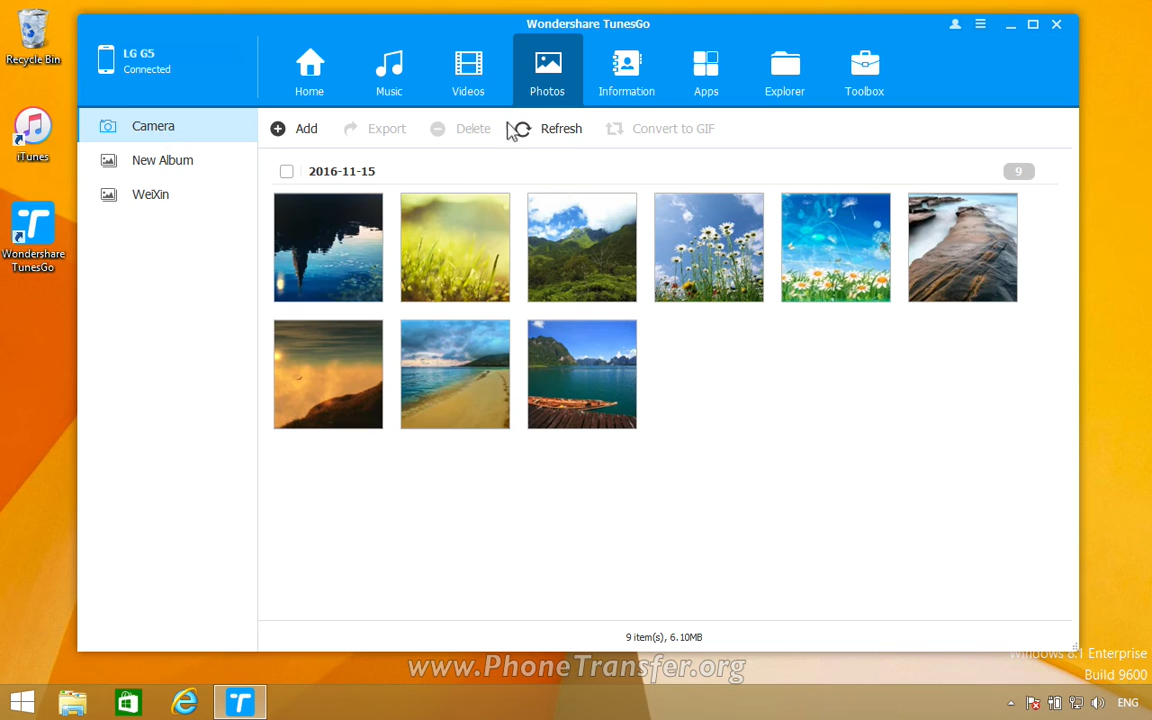 Wondershare TunesGo
Recycle Bin
iTunes
Wondershare
TunesGo
LG G5
Connected
Home
Music
Videos
Photos
Information
Apps
Explorer
Toolbox
Camera
New Album
WeiXin
Add
Export
Delete
Refresh
Convert to GIF
2016-11-15
9
9 item(s), 6.10MB
www.PhoneTransfer.org
Windows 8.1 Enterprise
Build 9600
ENG